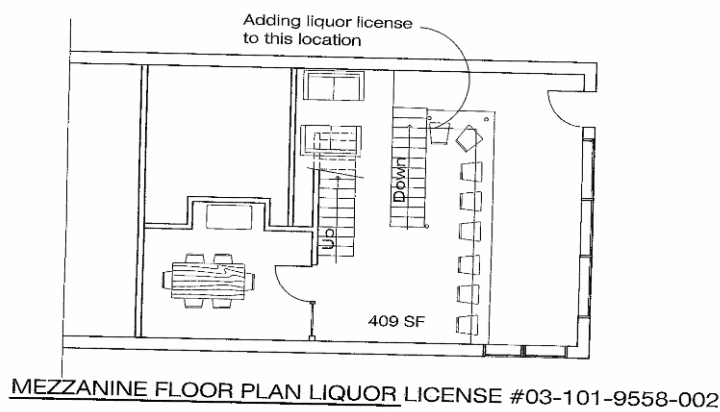 Adding liquor license
to this location
Down
Up
409 SF
MEZZANINE FLOOR PLAN LIQUOR LICENSE #03-101-9558-002